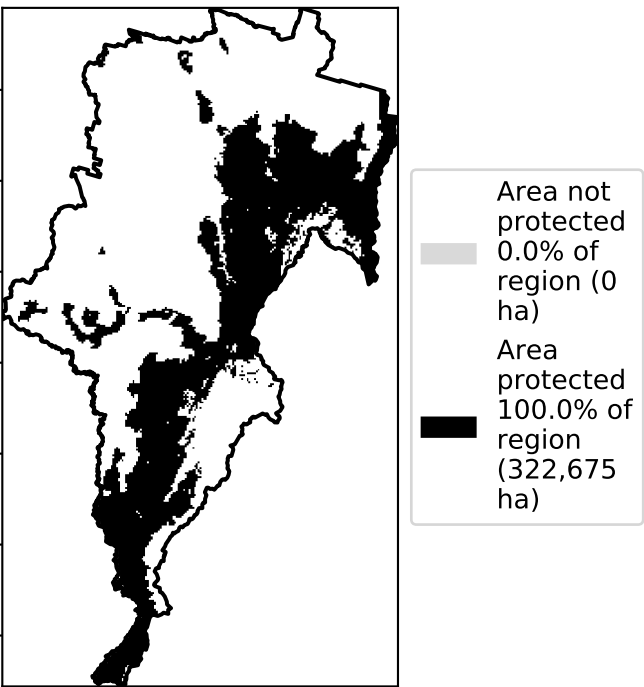 Area not
protected
0.0% of
region (0
ha)
Area
protected
100.0% of
region
(322,675
ha)